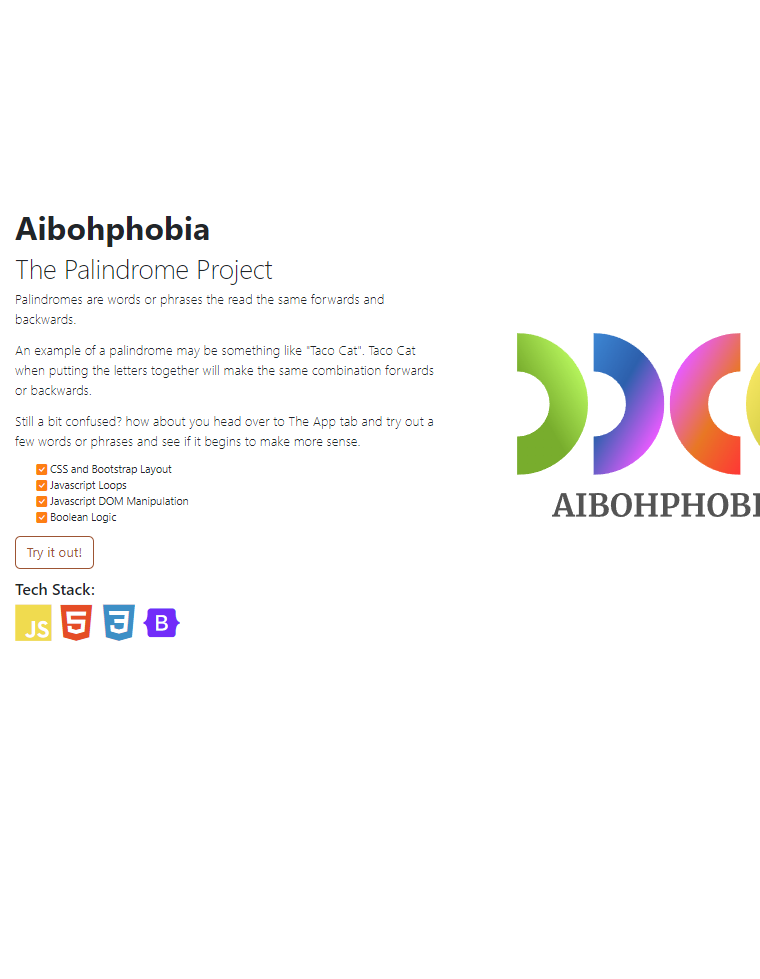 Aibohphobia
The Palindrome Project
Palindromes are words or phrases the read the same forwards and
backwards.
An example of a palindrome may be something like "Taco Cat". Taco Cat
when putting the letters together will make the same combination forwards
or backwards.
Still a bit confused? how about you head over to The App tab and try out a
few words or phrases and see if it begins to make more sense.
CSS and Bootstrap Layout
Javascript Loops
Javascript DOM Manipulation
Boolean Logic
Try it out!
Tech Stack:
JS 5 3 B
AIBOHPHOBI